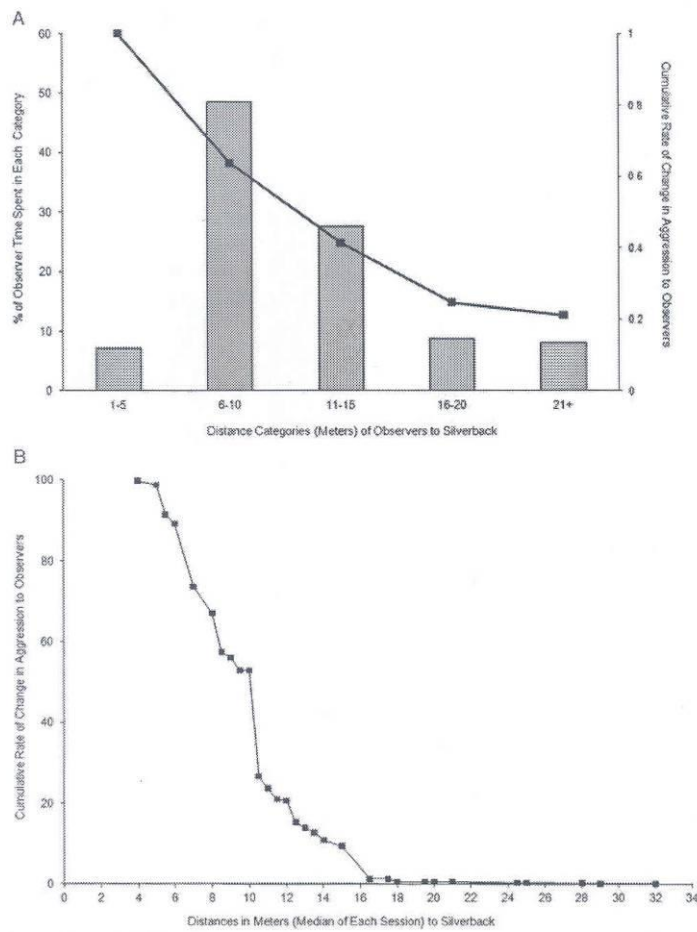 A
60
50
40
30
20
10
0
% of Observer Time Spent in Each Category
1
0.8
0.6
0.4
0.2
0
Cumulative Rate of Change in Aggression to Observers
1-5 6-10 11-15 16-20 21+
Distance Categories (Meters) of Observers to Silverback
B
100
80
60
40
20
0
Cumulative Rate of Change of Aggression to Observers
0 2 4 6 8 10 12 14 16 18 20 22 24 26 28 30 32 34
Distances in Meters (Median of Each Session) to Silverback